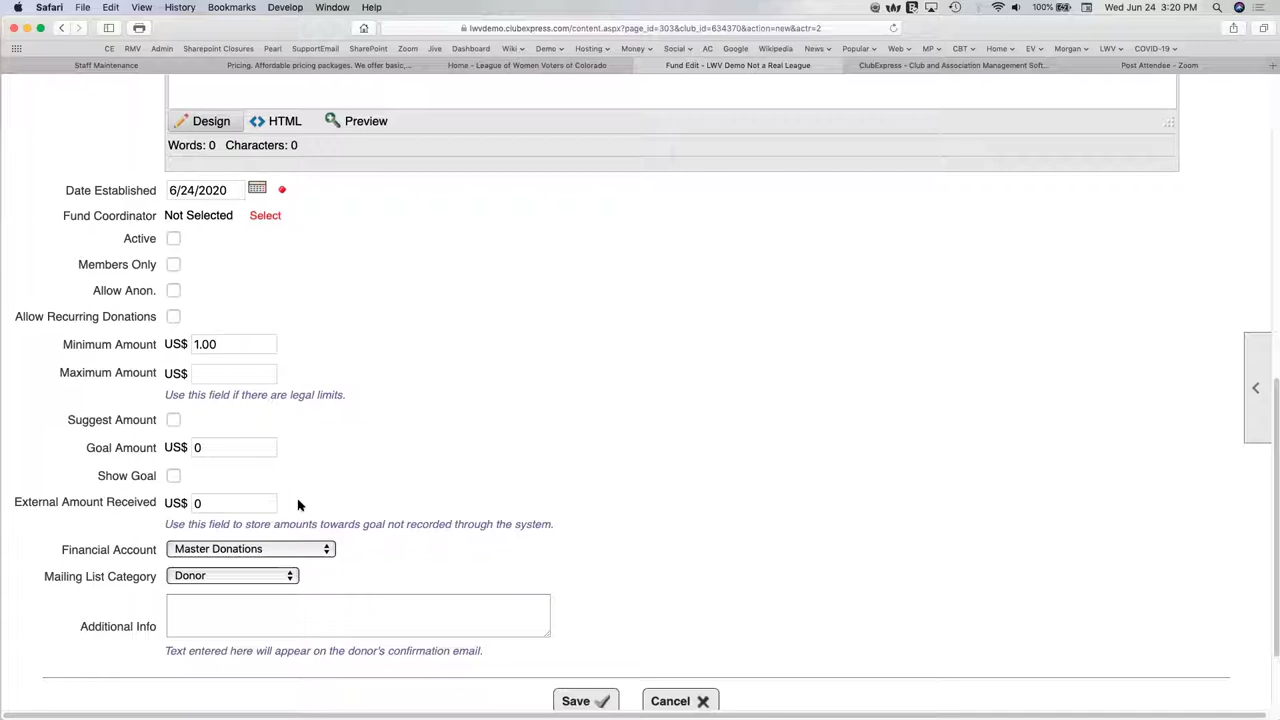 Safari File Edit View History Bookmarks Develop Window Help 100% Wed Jun 24 3:20 PM
lwvdemo.clubexpress.com/content.aspx?page_id=303&club_id=634370&action=new&actr=2
CE RMV Admin Sharepoint Closures Pearl SupportEmail SharePoint Zoom Jive Dashboard Wiki Demo Hosting Money Social AC Google Wikipedia News Popular Web MP CBT Home EV Morgan LWV COVID-19
Staff Maintenance Pricing. Affordable pricing packages. We offer basic,... Home - League of Women Voters of Colorado Fund Edit - LWV Demo Not a Real League ClubExpress - Club and Association Management Soft... Post Attendee - Zoom
Design HTML Preview
Words: 0 Characters: 0
Date Established 6/24/2020
Fund Coordinator Not Selected Select
Active
Members Only
Allow Anon.
Allow Recurring Donations
Minimum Amount US$ 1.00
Maximum Amount US$
Use this field if there are legal limits.
Suggest Amount
Goal Amount US$ 0
Show Goal
External Amount Received US$ 0
Use this field to store amounts towards goal not recorded through the system.
Financial Account Master Donations
Mailing List Category Donor
Additional Info
Text entered here will appear on the donor's confirmation email.
Save Cancel